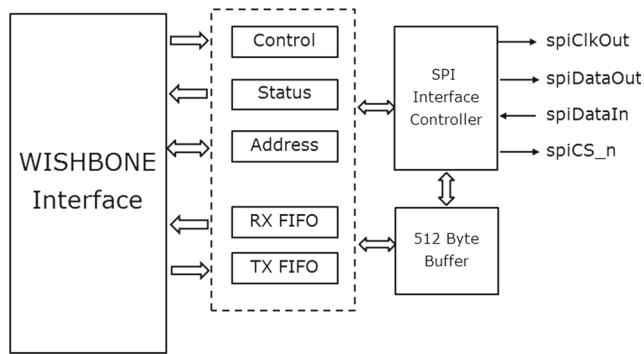 WISHBONE
Interface
Control
Status
Address
RX FIFO
TX FIFO
SPI
Interface
Controller
512 Byte
Buffer
spiClkOut
spiDataOut
spiDataIn
spiCS_n